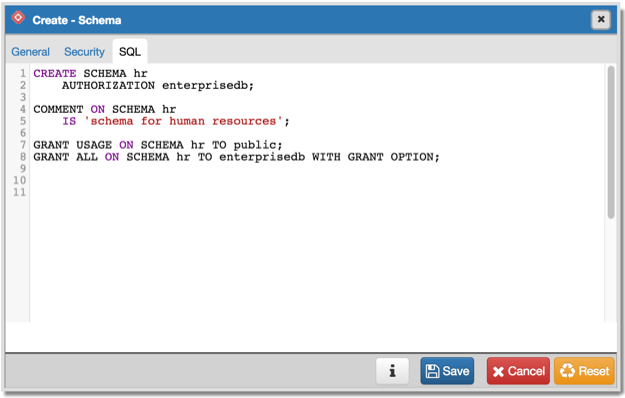 Create - Schema
General Security SQL
1 CREATE SCHEMA hr
2 AUTHORIZATION enterprisedb;
3
4 COMMENT ON SCHEMA hr
5 IS 'schema for human resources';
6
7 GRANT USAGE ON SCHEMA hr TO public;
8 GRANT ALL ON SCHEMA hr TO enterprisedb WITH GRANT OPTION;
9
10
11
i Save Cancel Reset